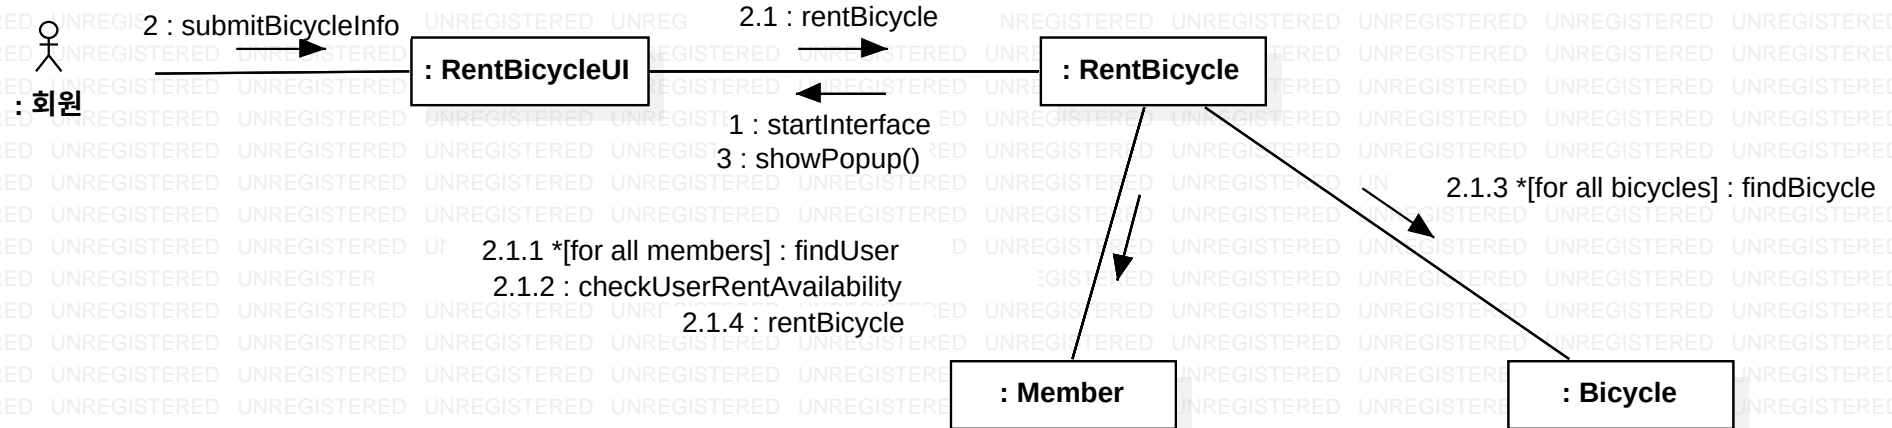 2 : submitBicycleInfo
2.1 : rentBicycle
: 회원
: RentBicycleUI
: RentBicycle
1 : startInterface
3 : showPopup()
2.1.3 *[for all bicycles] : findBicycle
2.1.1 *[for all members] : findUser
2.1.2 : checkUserRentAvailability
2.1.4 : rentBicycle
: Member
: Bicycle
UNREGISTERED